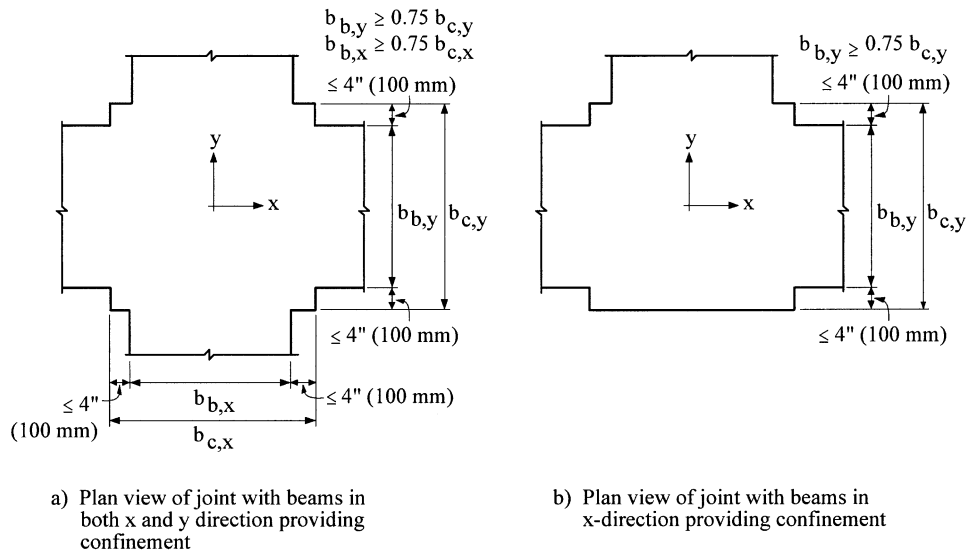 b b,y ≥ 0.75 b c,y
b b,x ≥ 0.75 b c,x
≤ 4" (100 mm)
y
x
b b,y
b c,y
≤ 4" (100 mm)
≤ 4"
(100 mm)
b b,x
≤ 4" (100 mm)
b c,x
a) Plan view of joint with beams in
both x and y direction providing
confinement
b b,y ≥ 0.75 b c,y
≤ 4" (100 mm)
y
x
b b,y
b c,y
≤ 4" (100 mm)
b) Plan view of joint with beams in
x-direction providing confinement